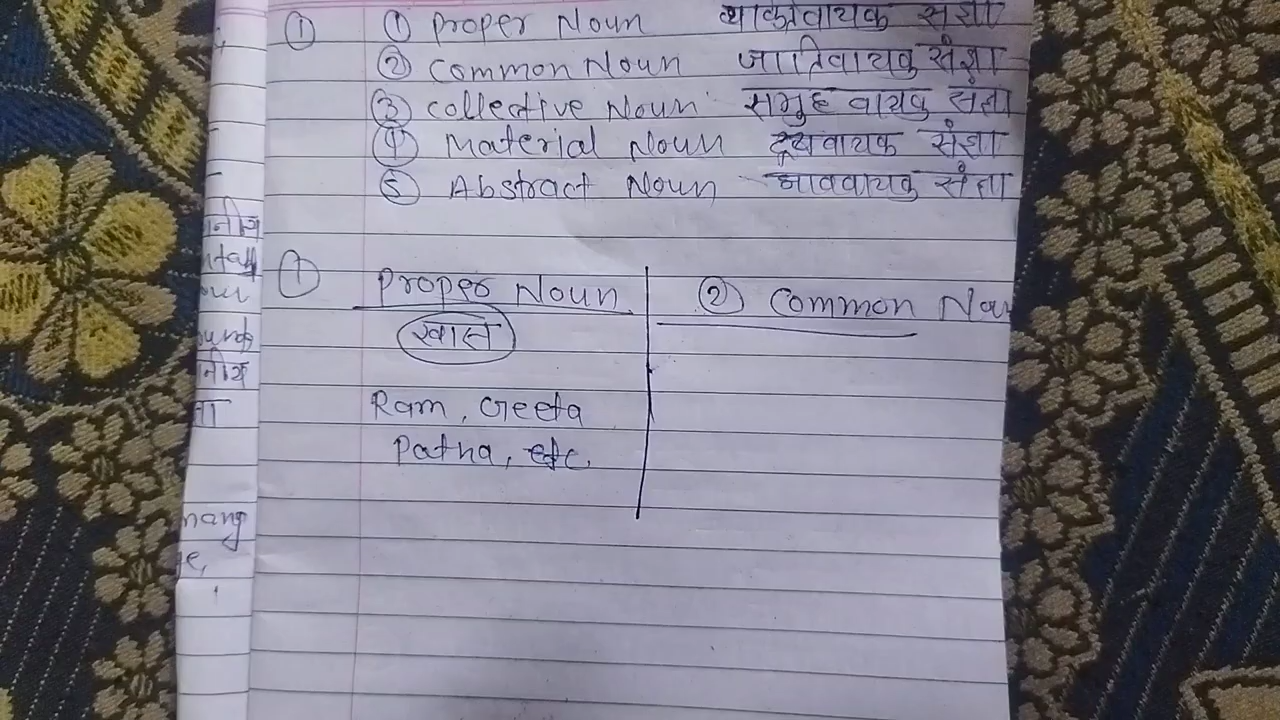 ① ① Proper Noun व्यक्तिवाचक संज्ञा
② Common Noun जातिवाचक संज्ञा
③ Collective Noun समुह वाचक संज्ञा
④ Material Noun द्रव्यवाचक संज्ञा
⑤ Abstract Noun भाववाचक संज्ञा
① Proper Noun
② Common Nou
खास
Ram, Geeta
Patna, etc.